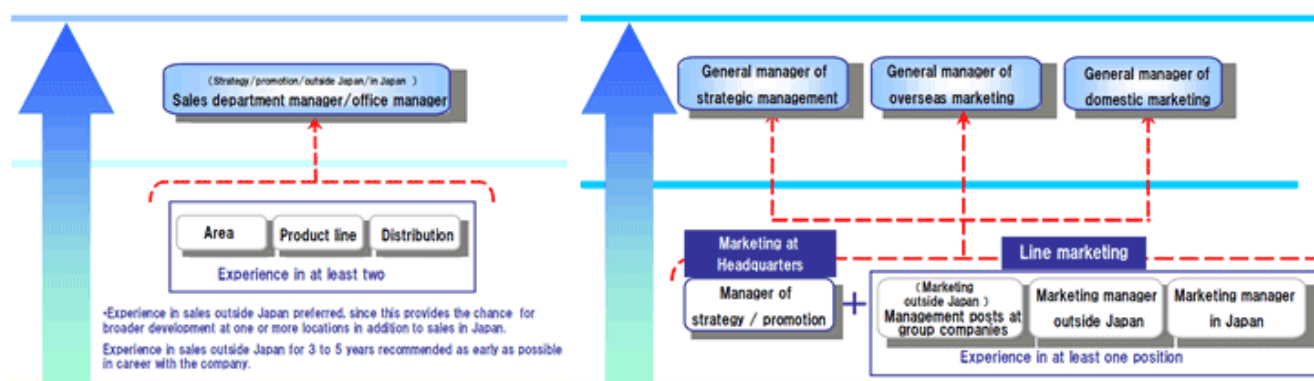 (Strategy/promotion/outside Japan/in Japan )
Sales department manager/office manager
Area
Product line
Distribution
Experience in at least two
•Experience in sales outside Japan preferred, since this provides the chance for
broader development at one or more locations in addition to sales in Japan.
Experience in sales outside Japan for 3 to 5 years recommended as early as possible
in career with the company.
General manager of
strategic management
General manager of
overseas marketing
General manager of
domestic marketing
Marketing at
Headquarters
Line marketing
Manager of
strategy / promotion
+
(Marketing
outside Japan )
Management posts at
group companies
Marketing manager
outside Japan
Marketing manager
in Japan
Experience in at least one position